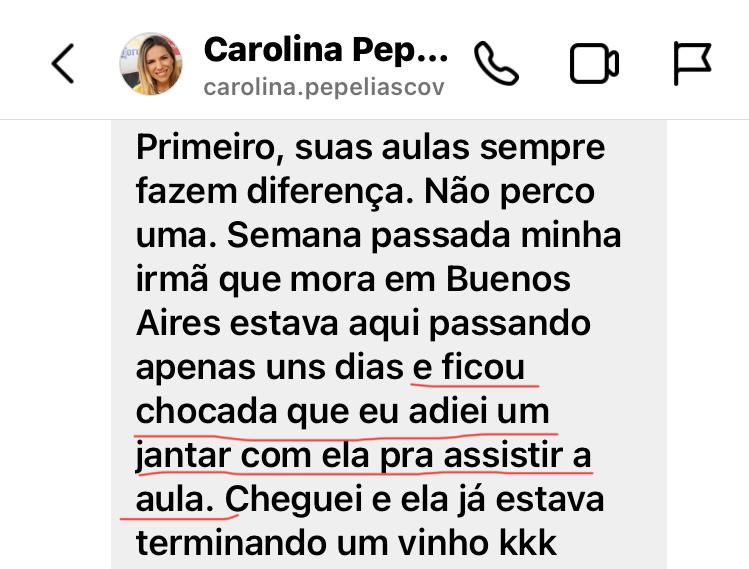 Carolina Pep...
carolina.pepeliascov
Primeiro, suas aulas sempre
fazem diferença. Não perco
uma. Semana passada minha
irmã que mora em Buenos
Aires estava aqui passando
apenas uns dias e ficou
chocada que eu adiei um
jantar com ela pra assistir a
aula. Cheguei e ela já estava
terminando um vinho kkk